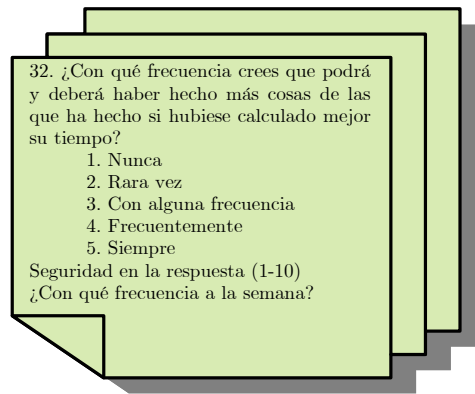 32. ¿Con qué frecuencia crees que podrá
y deberá haber hecho más cosas de las
que ha hecho si hubiese calculado mejor
su tiempo?
1. Nunca
2. Rara vez
3. Con alguna frecuencia
4. Frecuentemente
5. Siempre
Seguridad en la respuesta (1-10)
¿Con qué frecuencia a la semana?